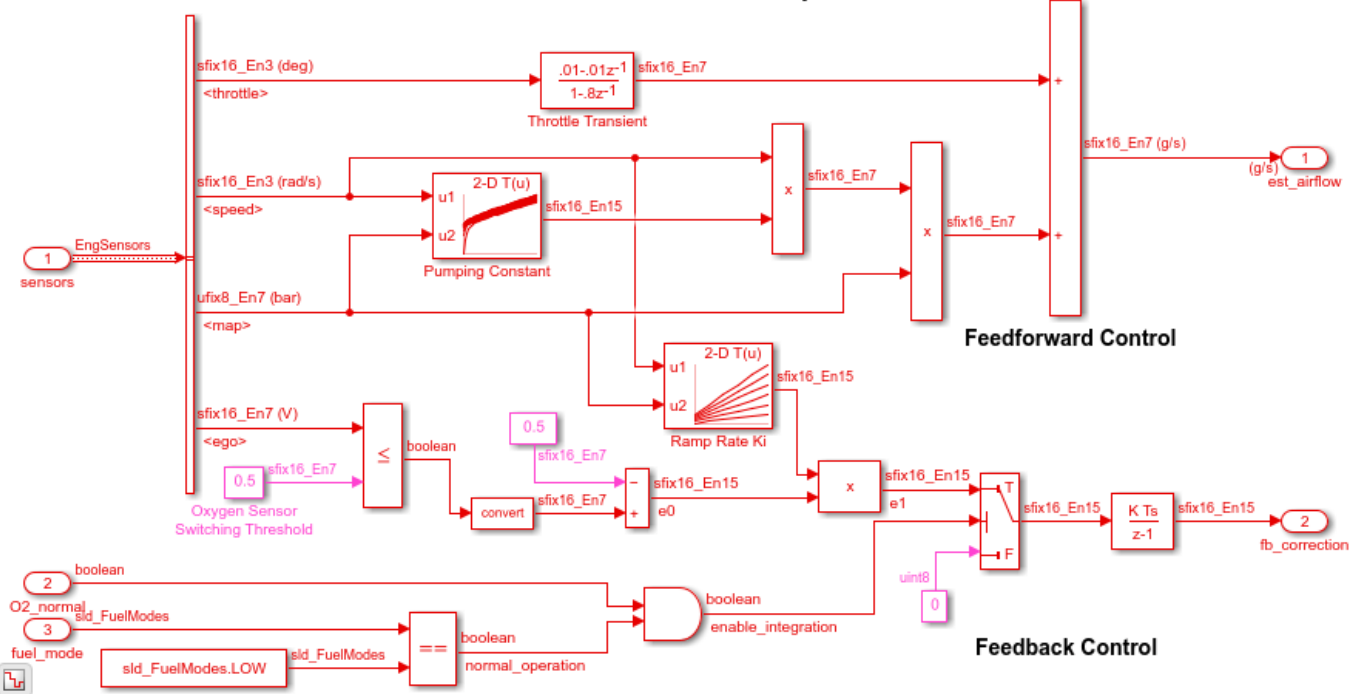 sfix16_En3 (deg)
<throttle>
.01-.01z-1
1-.8z-1
Throttle Transient
sfix16_En7
+
sfix16_En7 (g/s)
(g/s)
1
est_airflow
sfix16_En3 (rad/s)
<speed>
u1
u2
2-D T(u)
Pumping Constant
sfix16_En15
x
sfix16_En7
x
sfix16_En7
+
EngSensors
1
sensors
ufix8_En7 (bar)
<map>
Feedforward Control
u1
u2
2-D T(u)
Ramp Rate Ki
sfix16_En15
sfix16_En7 (V)
<ego>
≤
boolean
0.5
sfix16_En7
Oxygen Sensor
Switching Threshold
0.5
sfix16_En7
convert
sfix16_En7
−
+
sfix16_En15
e0
x
sfix16_En15
e1
T
F
sfix16_En15
K Ts
z-1
sfix16_En15
2
fb_correction
uint8
0
boolean
2
O2_normal
sld_FuelModes
3
fuel_mode
sld_FuelModes.LOW
sld_FuelModes
==
boolean
normal_operation
boolean
enable_integration
Feedback Control